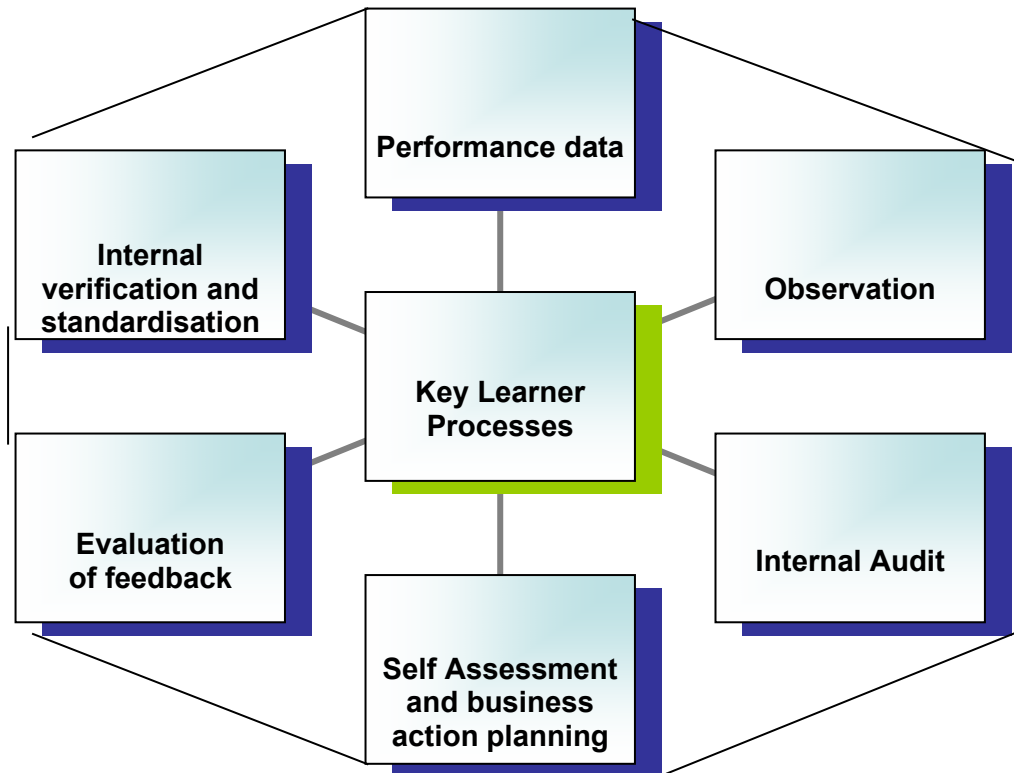 Performance data
Internal
verification and
standardisation
Observation
Key Learner
Processes
Evaluation
of feedback
Internal Audit
Self Assessment
and business
action planning